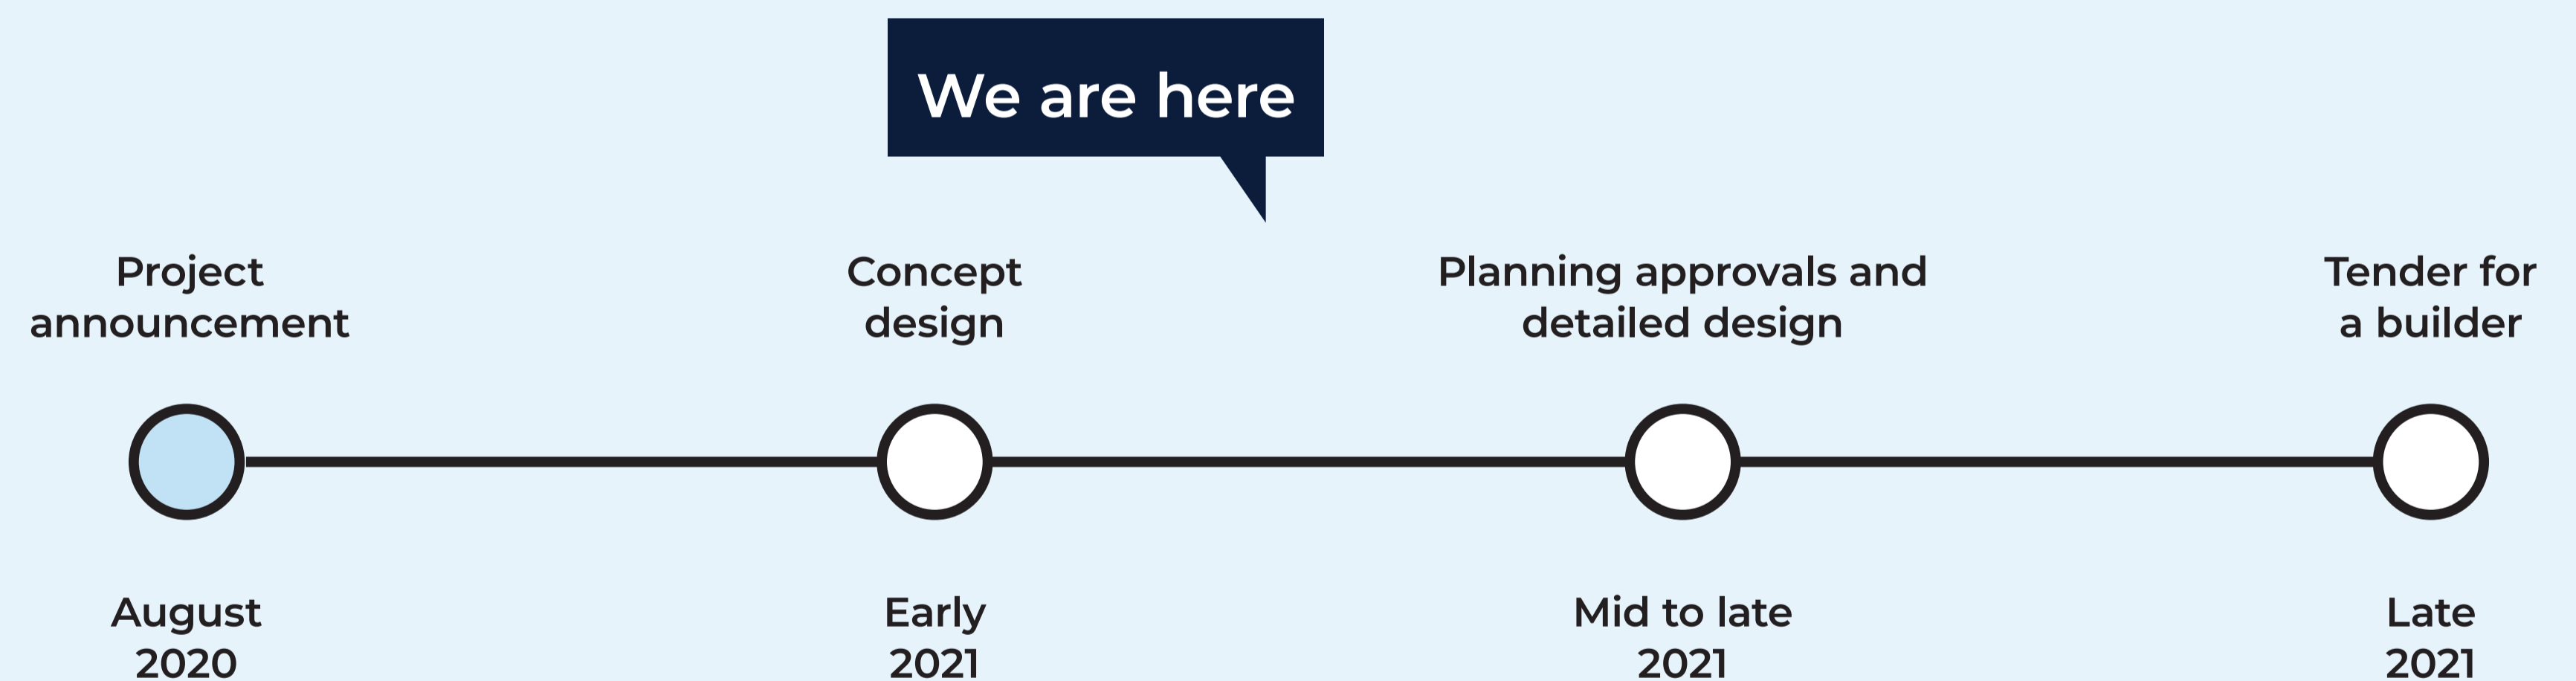 We are here
Project
announcement
Concept
design
Planning approvals and
detailed design
Tender for
a builder
August
2020
Early
2021
Mid to late
2021
Late
2021